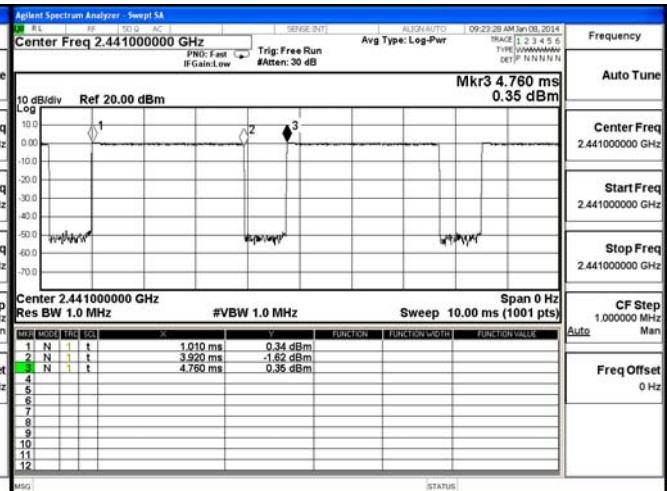 Agilent Spectrum Analyzer - Swept SA
RL RF 50 Ω AC SENSE:INT ALIGN AUTO 09:23:28 AM Jan 08, 2014
Center Freq 2.441000000 GHz
PNO: Fast
IFGain:Low
Trig: Free Run
#Atten: 30 dB
Avg Type: Log-Pwr
TRACE 1 2 3 4 5 6
TYPE
DET P N N N N N
Mkr3 4.760 ms
0.35 dBm
10 dB/div Ref 20.00 dBm
Log
10.0
0.00
-10.0
-20.0
-30.0
-40.0
-50.0
-60.0
-70.0
1
2
3
Center 2.441000000 GHz Span 0 Hz
Res BW 1.0 MHz #VBW 1.0 MHz Sweep 10.00 ms (1001 pts)
MKR MODE TRC SCL X Y FUNCTION FUNCTION WIDTH FUNCTION VALUE
1 N 1 t 1.010 ms 0.34 dBm
2 N 1 t 3.920 ms -1.62 dBm
3 N 1 t 4.760 ms 0.35 dBm
4
5
6
7
8
9
10
11
12
MSG STATUS
Frequency
Auto Tune
Center Freq
2.441000000 GHz
Start Freq
2.441000000 GHz
Stop Freq
2.441000000 GHz
CF Step
1.000000 MHz
Auto Man
Freq Offset
0 Hz